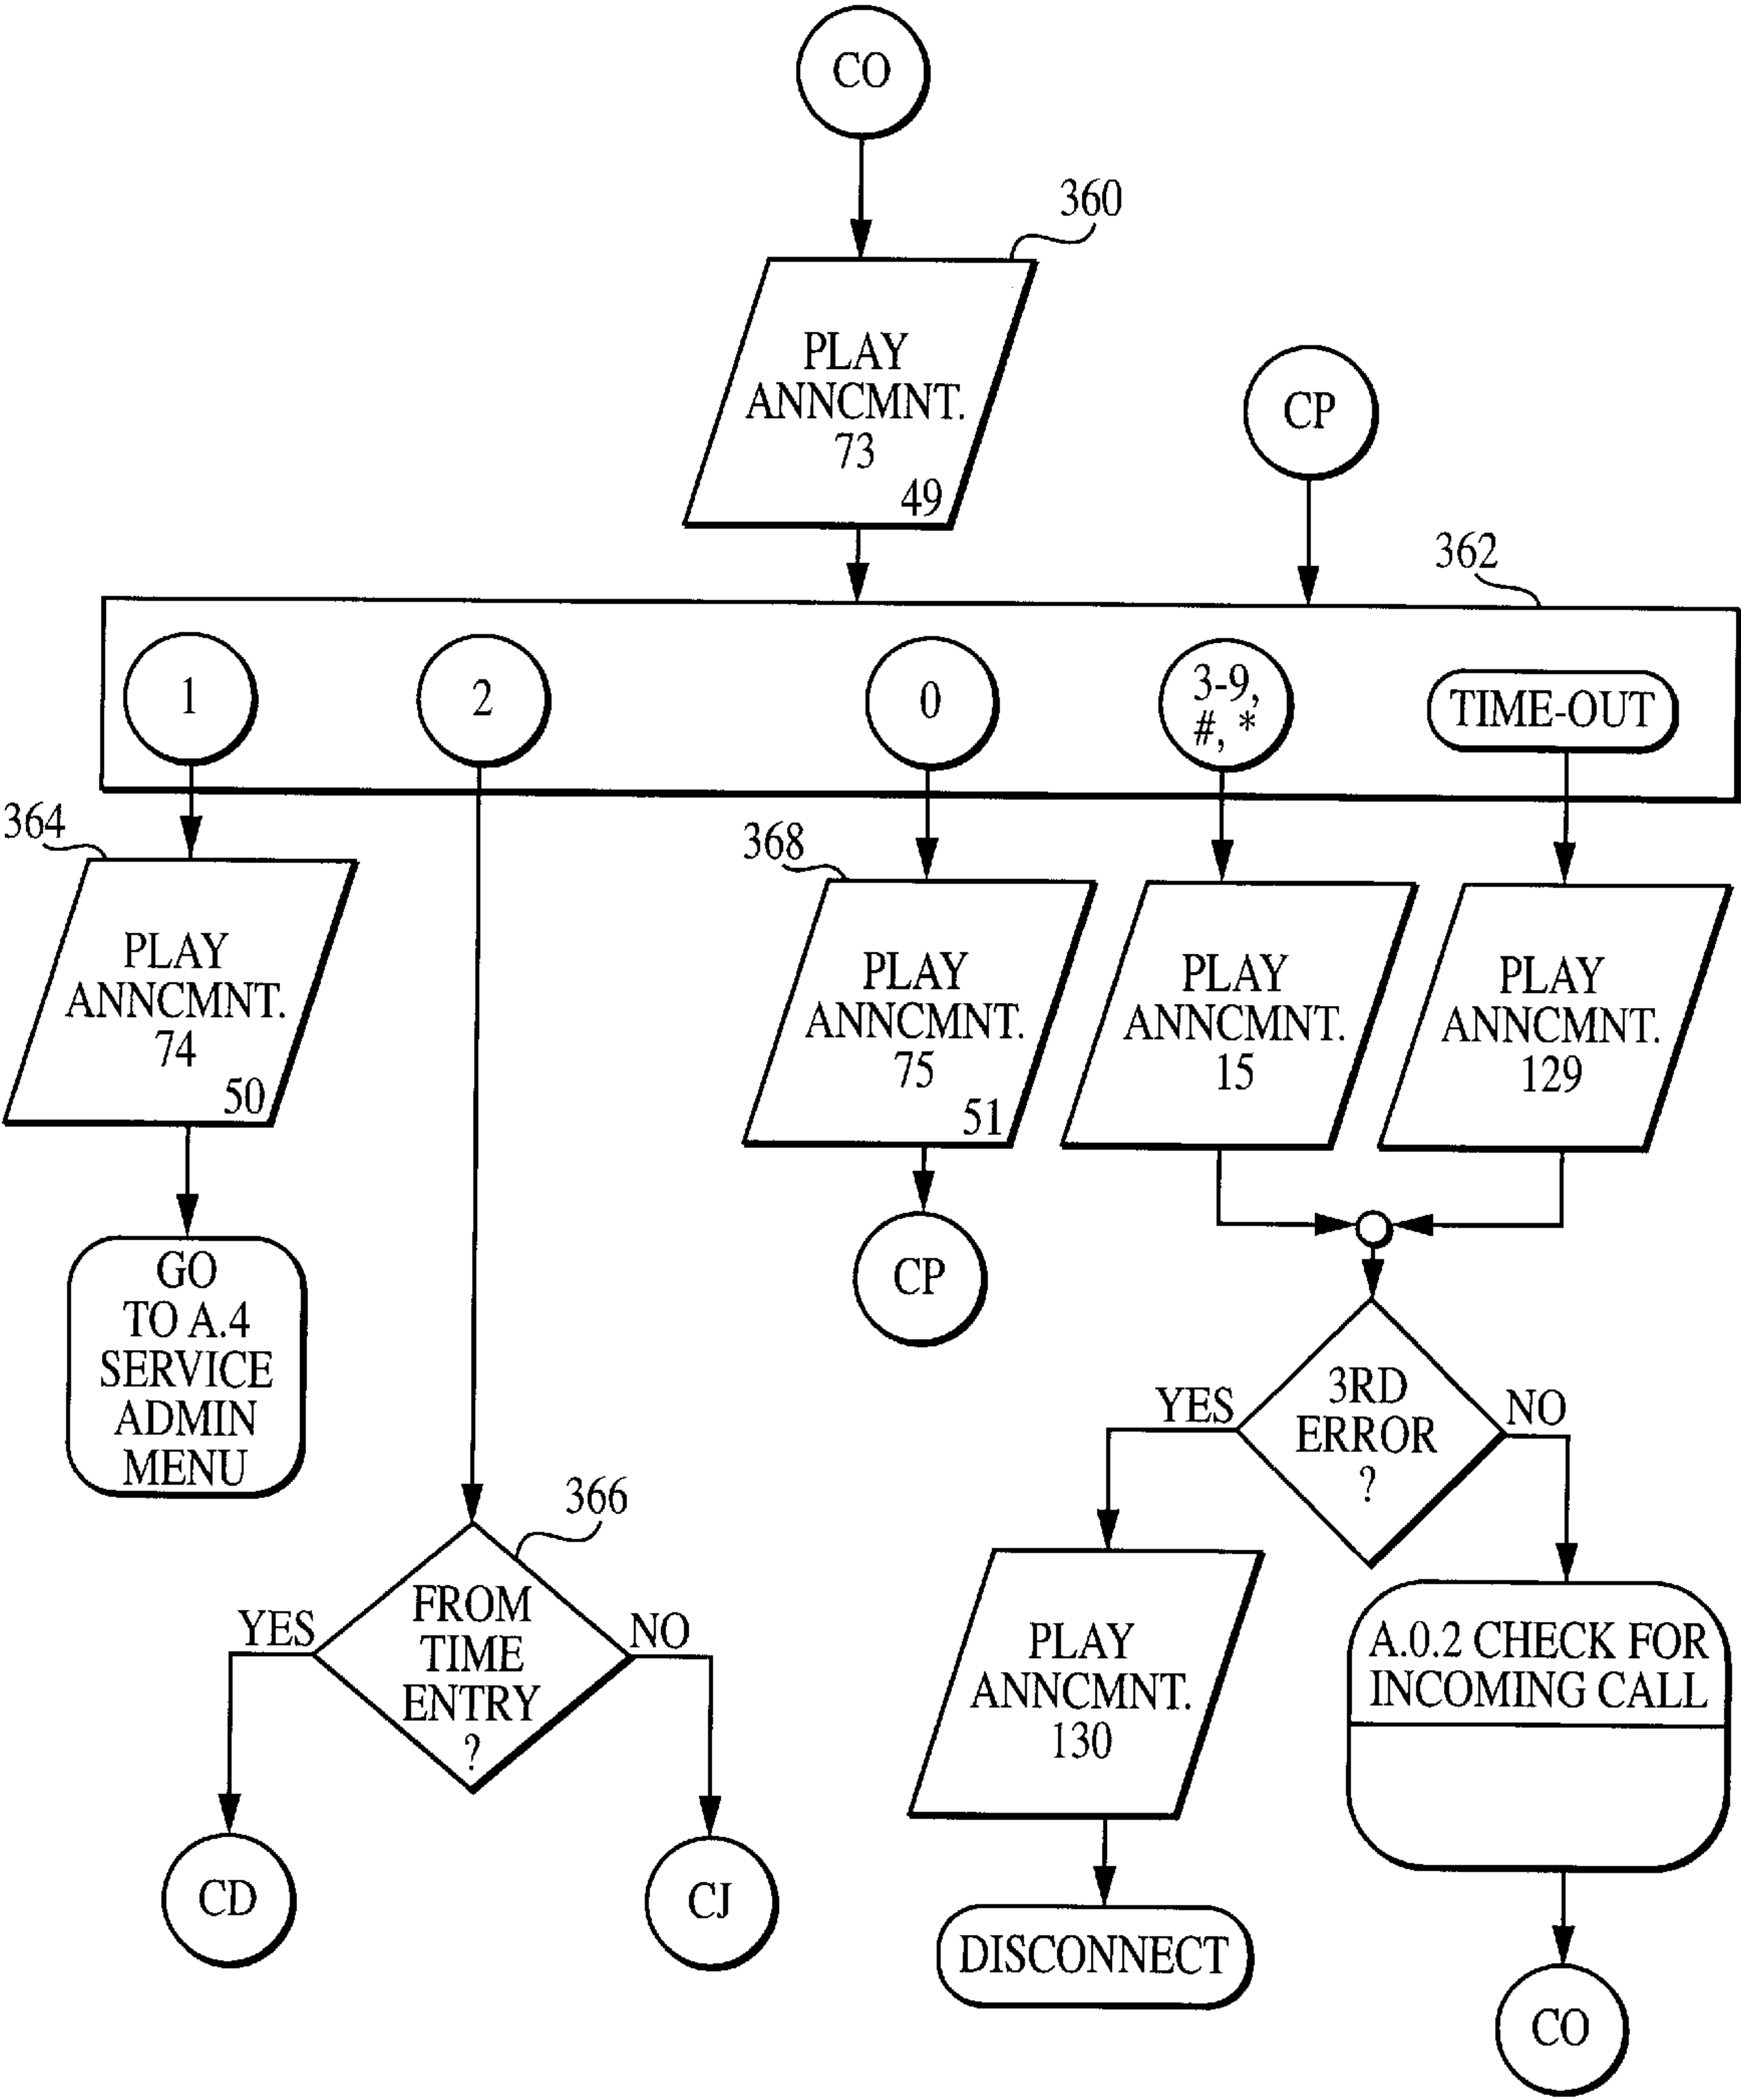 CO
360
PLAY
ANNCMNT.
73
49
CP
362
1
2
0
3-9,
#, *
TIME-OUT
364
PLAY
ANNCMNT.
74
50
368
PLAY
ANNCMNT.
75
51
PLAY
ANNCMNT.
15
PLAY
ANNCMNT.
129
GO
TO A.4
SERVICE
ADMIN
MENU
CP
YES
3RD
ERROR
?
NO
366
YES
FROM
TIME
ENTRY
?
NO
PLAY
ANNCMNT.
130
A.0.2 CHECK FOR
INCOMING CALL
CD
CJ
DISCONNECT
CO